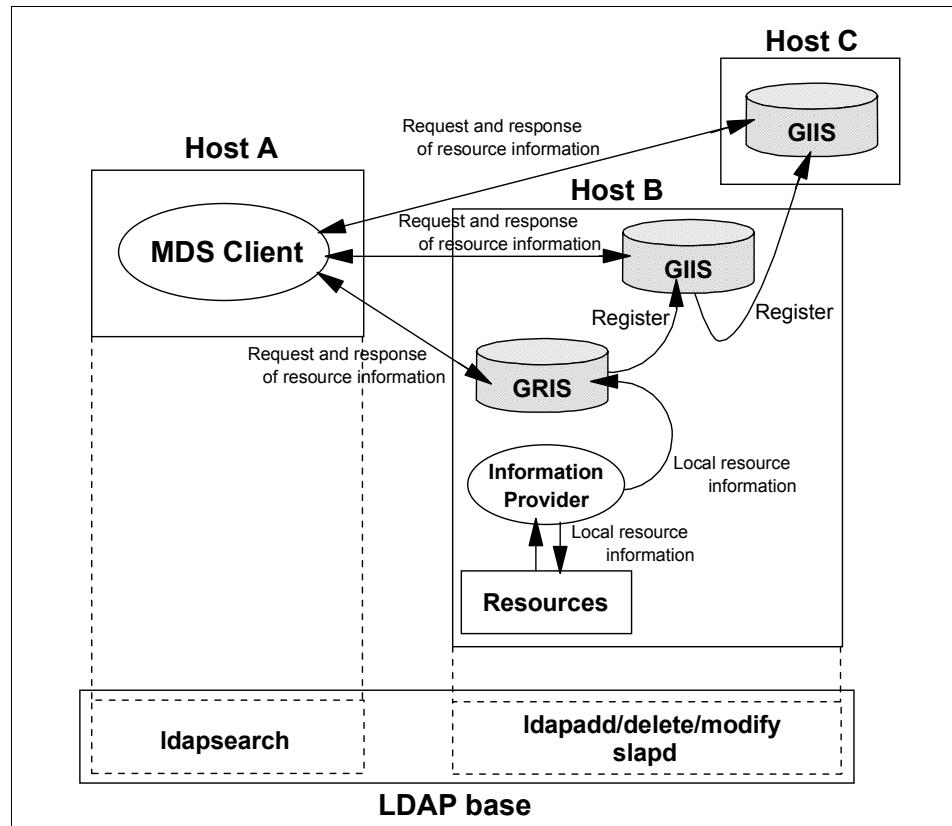 Host C
GIIS
Request and response
of resource information
Host A
MDS Client
Host B
Request and response
of resource information
GIIS
Register
Register
Request and response
of resource information
GRIS
Information
Provider
Local resource
information
Local resource
information
Resources
ldapsearch
ldapadd/delete/modify
slapd
LDAP base